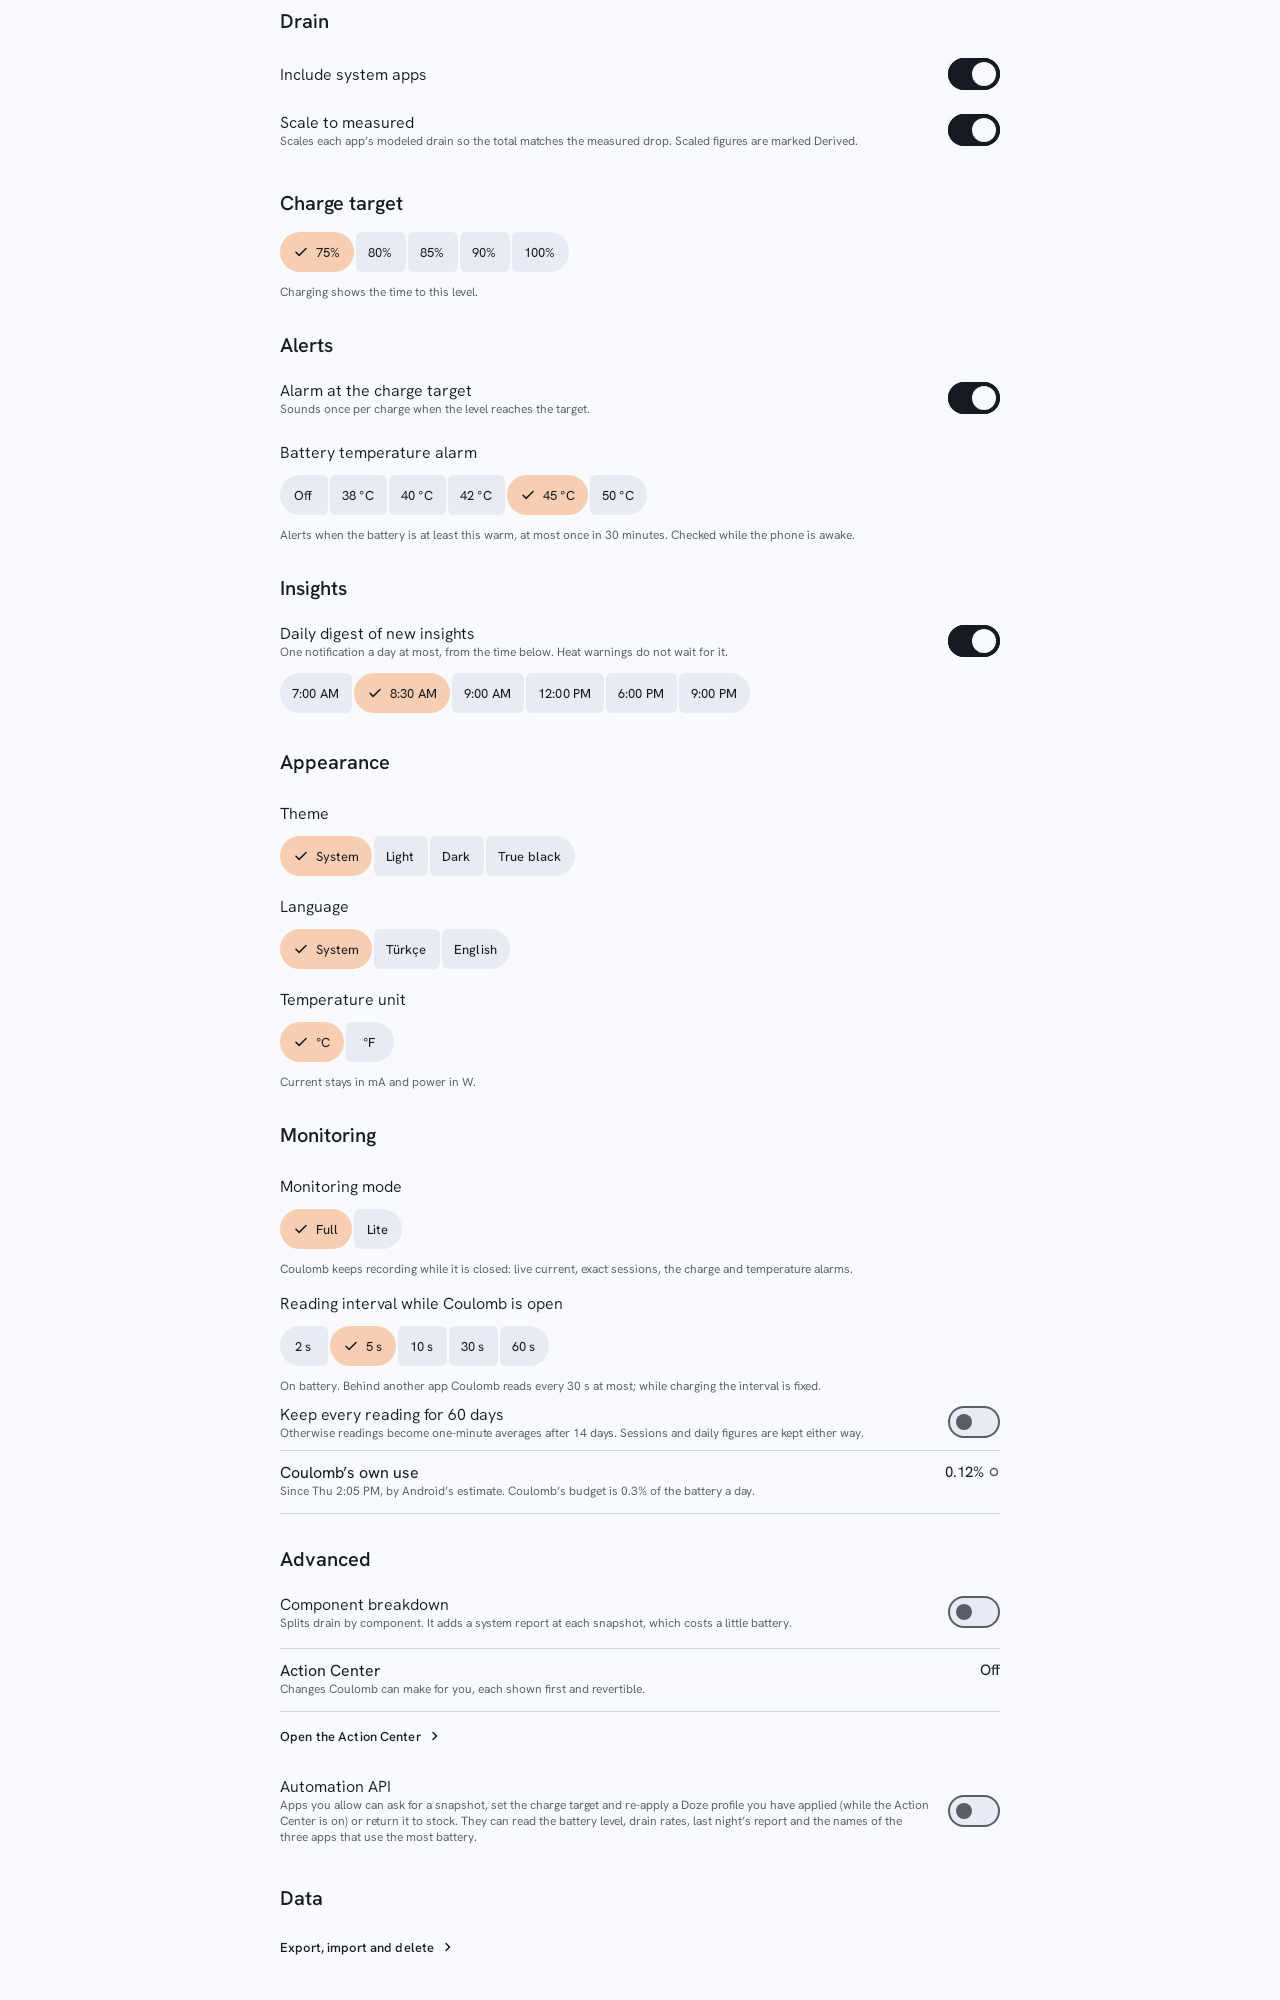 Drain
Include system apps
Scale to measured
Scales each app’s modeled drain so the total matches the measured drop. Scaled figures are marked Derived.
Charge target
75% 80% 85% 90% 100%
Charging shows the time to this level.
Alerts
Alarm at the charge target
Sounds once per charge when the level reaches the target.
Battery temperature alarm
Off 38 °C 40 °C 42 °C 45 °C 50 °C
Alerts when the battery is at least this warm, at most once in 30 minutes. Checked while the phone is awake.
Insights
Daily digest of new insights
One notification a day at most, from the time below. Heat warnings do not wait for it.
7:00 AM 8:30 AM 9:00 AM 12:00 PM 6:00 PM 9:00 PM
Appearance
Theme
System Light Dark True black
Language
System Türkçe English
Temperature unit
°C °F
Current stays in mA and power in W.
Monitoring
Monitoring mode
Full Lite
Coulomb keeps recording while it is closed: live current, exact sessions, the charge and temperature alarms.
Reading interval while Coulomb is open
2 s 5 s 10 s 30 s 60 s
On battery. Behind another app Coulomb reads every 30 s at most; while charging the interval is fixed.
Keep every reading for 60 days
Otherwise readings become one-minute averages after 14 days. Sessions and daily figures are kept either way.
Coulomb’s own use 0.12%
Since Thu 2:05 PM, by Android’s estimate. Coulomb’s budget is 0.3% of the battery a day.
Advanced
Component breakdown
Splits drain by component. It adds a system report at each snapshot, which costs a little battery.
Action Center Off
Changes Coulomb can make for you, each shown first and revertible.
Open the Action Center
Automation API
Apps you allow can ask for a snapshot, set the charge target and re-apply a Doze profile you have applied (while the Action
Center is on) or return it to stock. They can read the battery level, drain rates, last night’s report and the names of the
three apps that use the most battery.
Data
Export, import and delete